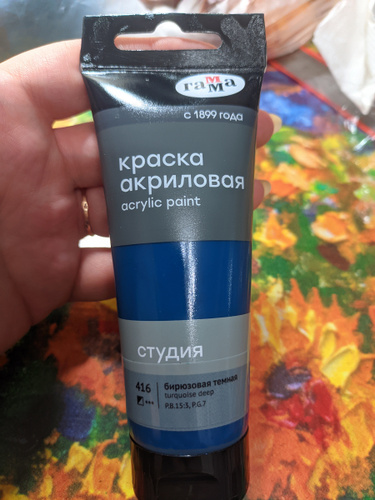 гамма
с 1899 года
краска
акриловая
acrylic paint
студия
416
бирюзовая темная
turquoise deep
P.B.15:3, P.G.7